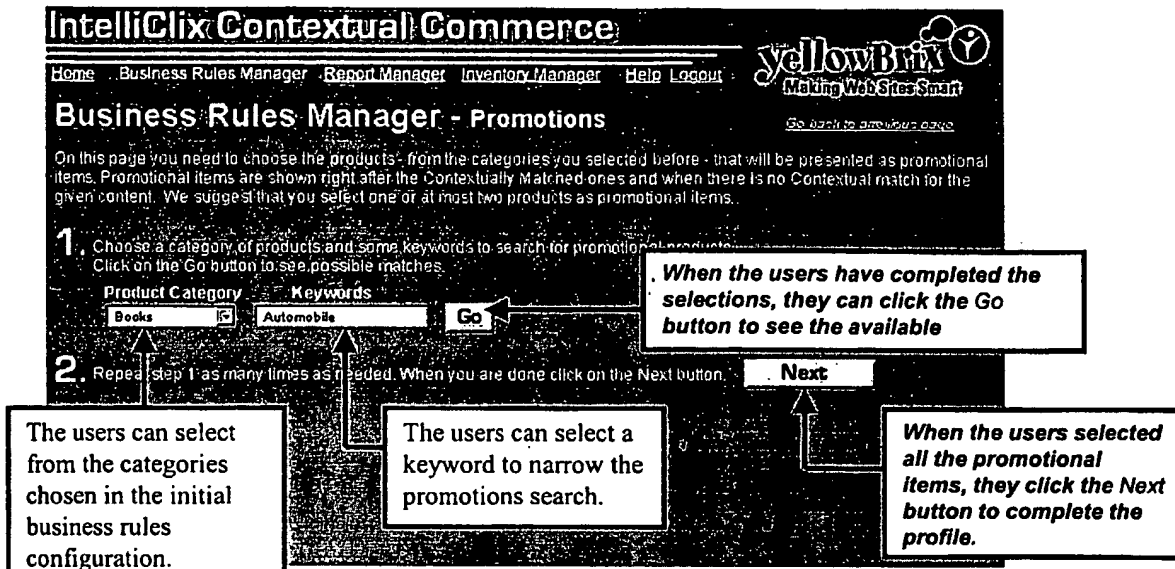 IntelliClix Contextual Commerce
yellowBrix
Making Web Sites Smart
Home Business Rules Manager Report Manager Inventory Manager Help Logout
Business Rules Manager - Promotions
Go back to previous page
On this page you need to choose the products - from the categories you selected before - that will be presented as promotional
items. Promotional items are shown right after the Contextually Matched ones and when there is no Contextual match for the
given content. We suggest that you select one or at most two products as promotional items.
1. Choose a category of products and some keywords to search for promotional products.
Click on the Go button to see possible matches.
Product Category Keywords
Books Automobile Go
When the users have completed the
selections, they can click the Go
button to see the available
2. Repeat step 1 as many times as needed. When you are done click on the Next button. Next
The users can select
from the categories
chosen in the initial
business rules
configuration.
The users can select a
keyword to narrow the
promotions search.
When the users selected
all the promotional
items, they click the Next
button to complete the
profile.